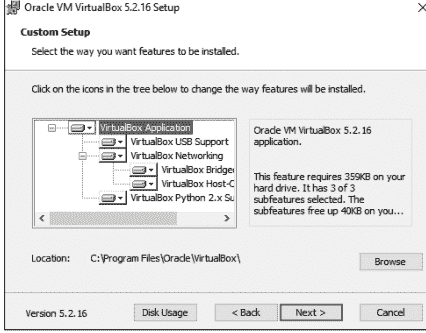 Oracle VM VirtualBox 5.2.16 Setup
Custom Setup
Select the way you want features to be installed.
Click on the icons in the tree below to change the way features will be installed.
VirtualBox Application
VirtualBox USB Support
VirtualBox Networking
VirtualBox Bridge
VirtualBox Host-C
VirtualBox Python 2.x Su
Oracle VM VirtualBox 5.2.16
application.
This feature requires 359KB on your
hard drive. It has 3 of 3
subfeatures selected. The
subfeatures free up 40KB on you...
Location: C:\Program Files\Oracle\VirtualBox\
Browse
Version 5.2.16
Disk Usage
< Back
Next >
Cancel